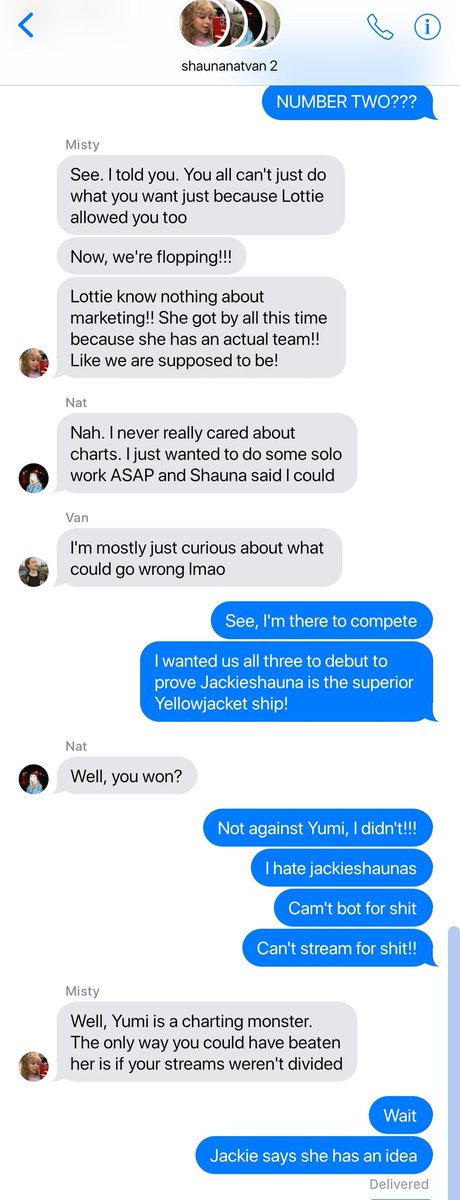 shaunanatvan 2
NUMBER TWO???
Misty
See. I told you. You all can't just do
what you want just because Lottie
allowed you too
Now, we're flopping!!!
Lottie know nothing about
marketing!! She got by all this time
because she has an actual team!!
Like we are supposed to be!
Nat
Nah. I never really cared about
charts. I just wanted to do some solo
work ASAP and Shauna said I could
Van
I'm mostly just curious about what
could go wrong lmao
See, I'm there to compete
I wanted us all three to debut to
prove Jackieshauna is the superior
Yellowjacket ship!
Nat
Well, you won?
Not against Yumi, I didn't!!!
I hate jackieshaunas
Cam't bot for shit
Can't stream for shit!!
Misty
Well, Yumi is a charting monster.
The only way you could have beaten
her is if your streams weren't divided
Wait
Jackie says she has an idea
Delivered